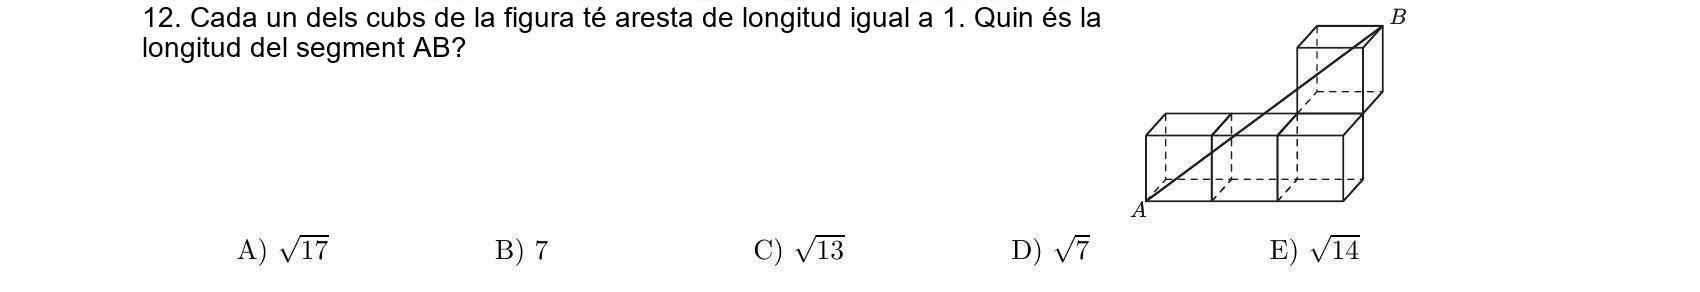 12. Cada un dels cubs de la figura té aresta de longitud igual a 1. Quin és la
longitud del segment AB?
B
A
A) √17 B) 7 C) √13 D) √7 E) √14